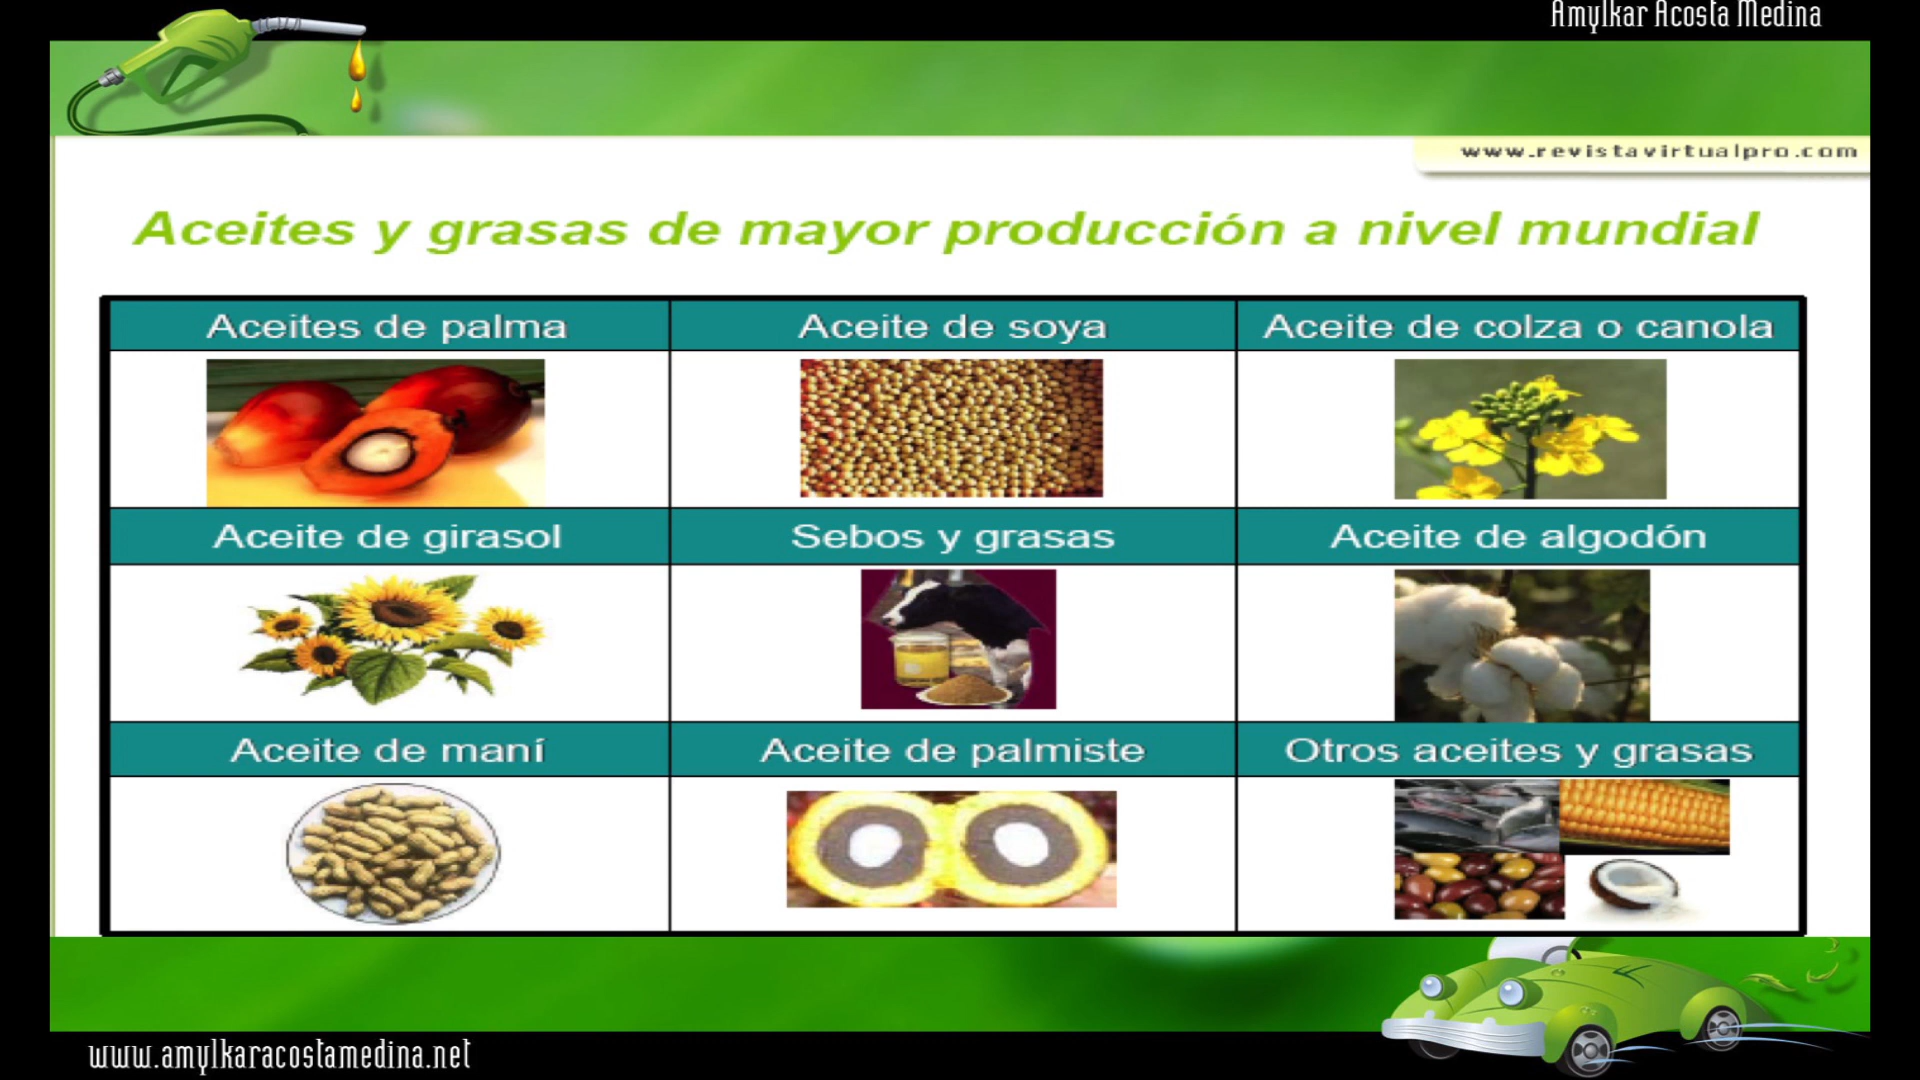 Amylkar Acosta Medina
www.revistavirtualpro.com
Aceites y grasas de mayor producción a nivel mundial
Aceites de palma
Aceite de soya
Aceite de colza o canola
Aceite de girasol
Sebos y grasas
Aceite de algodón
Aceite de maní
Aceite de palmiste
Otros aceites y grasas
www.amylkaracostamedina.net